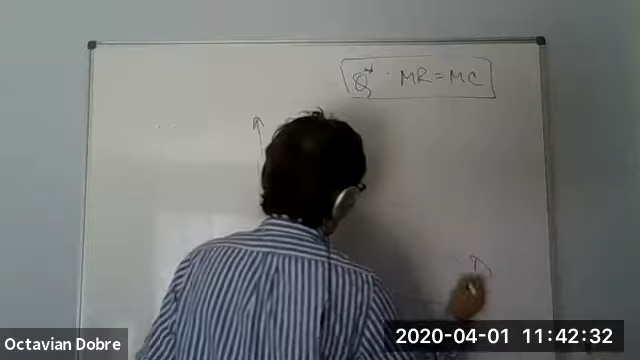 Q* : MR = MC
Octavian Dobre
2020-04-01 11:42:32